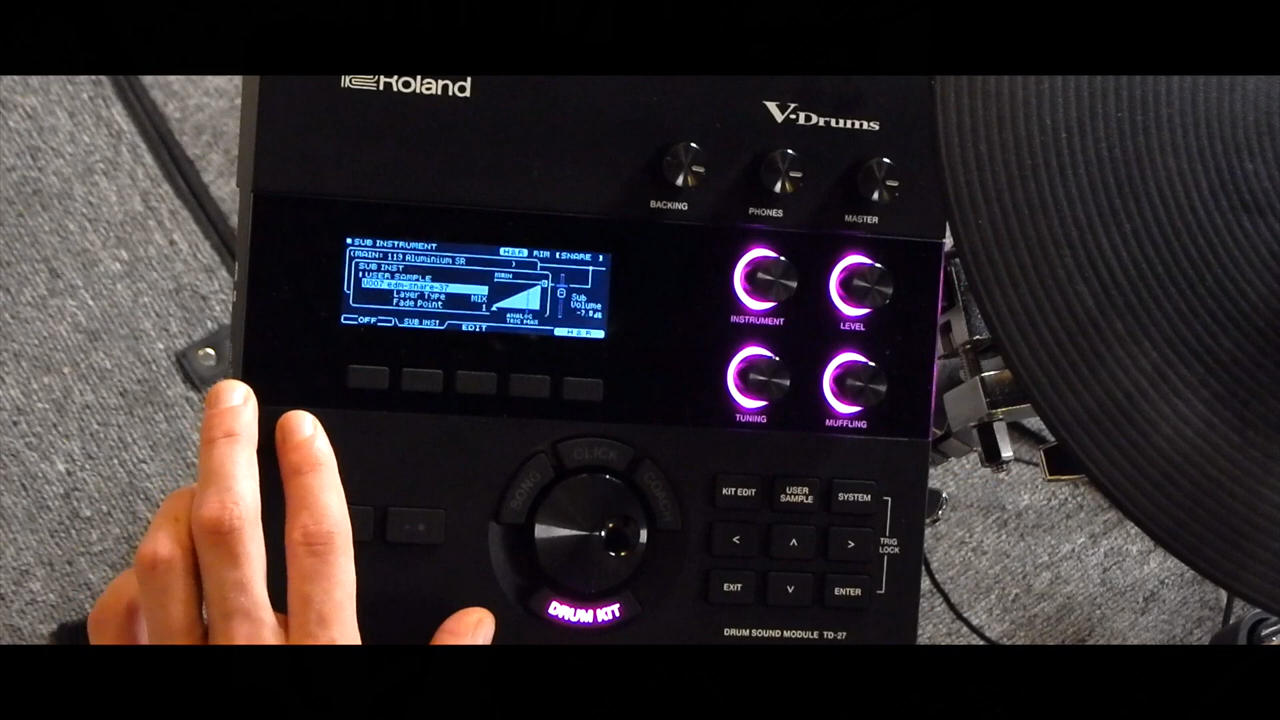 Roland
V-Drums
BACKING
PHONES
MASTER
SUB INSTRUMENT
H&R RIM [SNARE ]
(MAIN: 119 Aluminium SR )
SUB INST
USER SAMPLE
U007 edm-snare-37
Layer Type MIX
Fade Point 1
MAIN
ANALOG
TRIG MAX
Sub
Volume
-7.0dB
OFF
SUB INST
EDIT
H&R
INSTRUMENT
LEVEL
TUNING
MUFFLING
SONG
CLICK
COACH
DRUM KIT
KIT EDIT
USER
SAMPLE
SYSTEM
< ∧ >
TRIG
LOCK
EXIT
∨
ENTER
DRUM SOUND MODULE TD-27